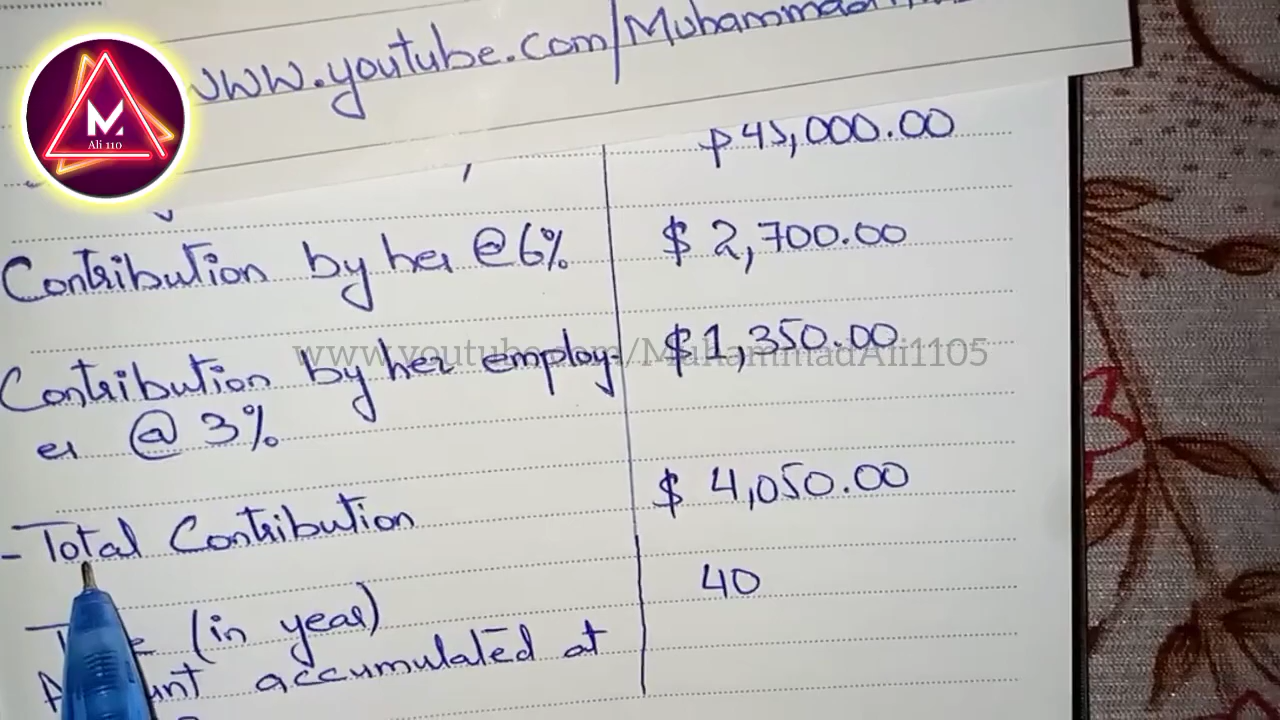 www.youtube.com/Muhammad
M
Ali 110
$45,000.00
Contribution by her @6% $2,700.00
Contribution by her employ- $1,350.00
er @ 3%
www.youtube.com/MuhammadAli1105
- Total Contribution $4,050.00
(in year) 40
accumulated at